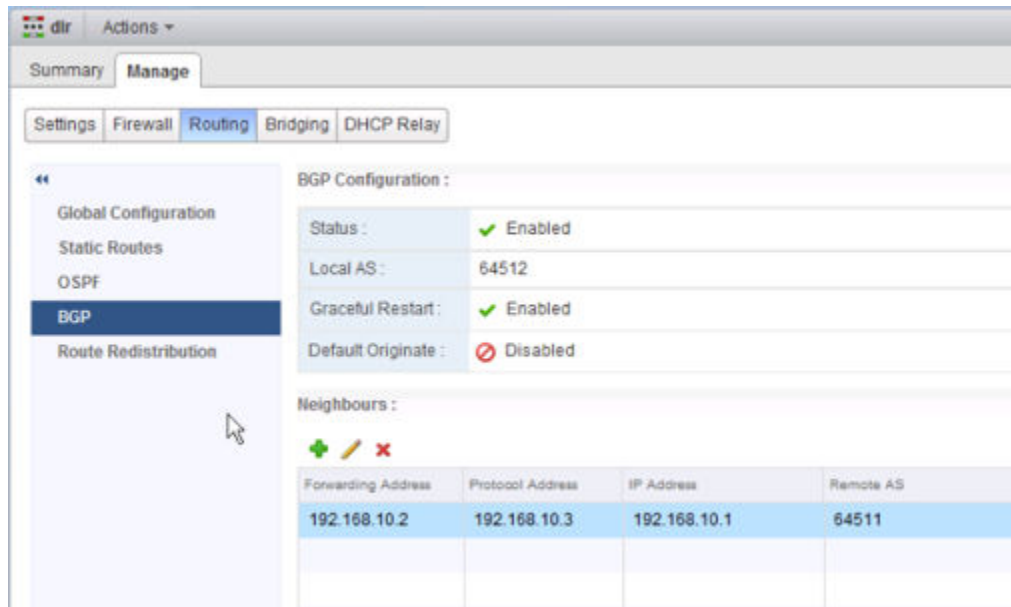 dlr Actions
Summary Manage
Settings Firewall Routing Bridging DHCP Relay
Global Configuration
Static Routes
OSPF
BGP
Route Redistribution
BGP Configuration :
Status : Enabled
Local AS : 64512
Graceful Restart : Enabled
Default Originate : Disabled
Neighbours :
Forwarding Address Protocol Address IP Address Remote AS
192.168.10.2 192.168.10.3 192.168.10.1 64511